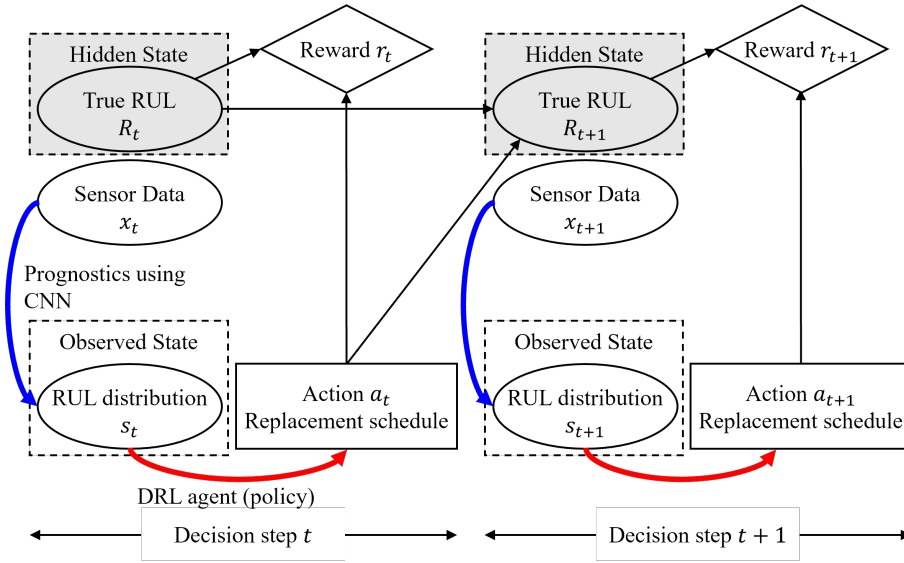 Hidden State
True RUL
R_t
Reward r_t
Hidden State
True RUL
R_{t+1}
Reward r_{t+1}
Sensor Data
x_t
Sensor Data
x_{t+1}
Prognostics using
CNN
Observed State
RUL distribution
s_t
Action a_t
Replacement schedule
Observed State
RUL distribution
s_{t+1}
Action a_{t+1}
Replacement schedule
DRL agent (policy)
Decision step t
Decision step t + 1